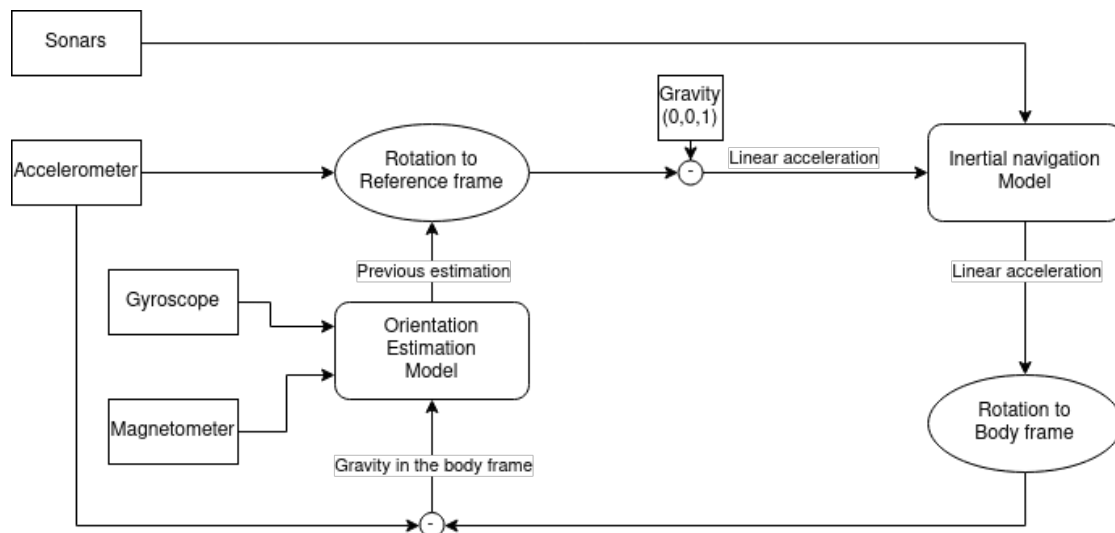 Sonars
Gravity
(0,0,1)
Accelerometer
Rotation to
Reference frame
-
Linear acceleration
Inertial navigation
Model
Previous estimation
Linear acceleration
Gyroscope
Orientation
Estimation
Model
Magnetometer
Rotation to
Body frame
Gravity in the body frame
-